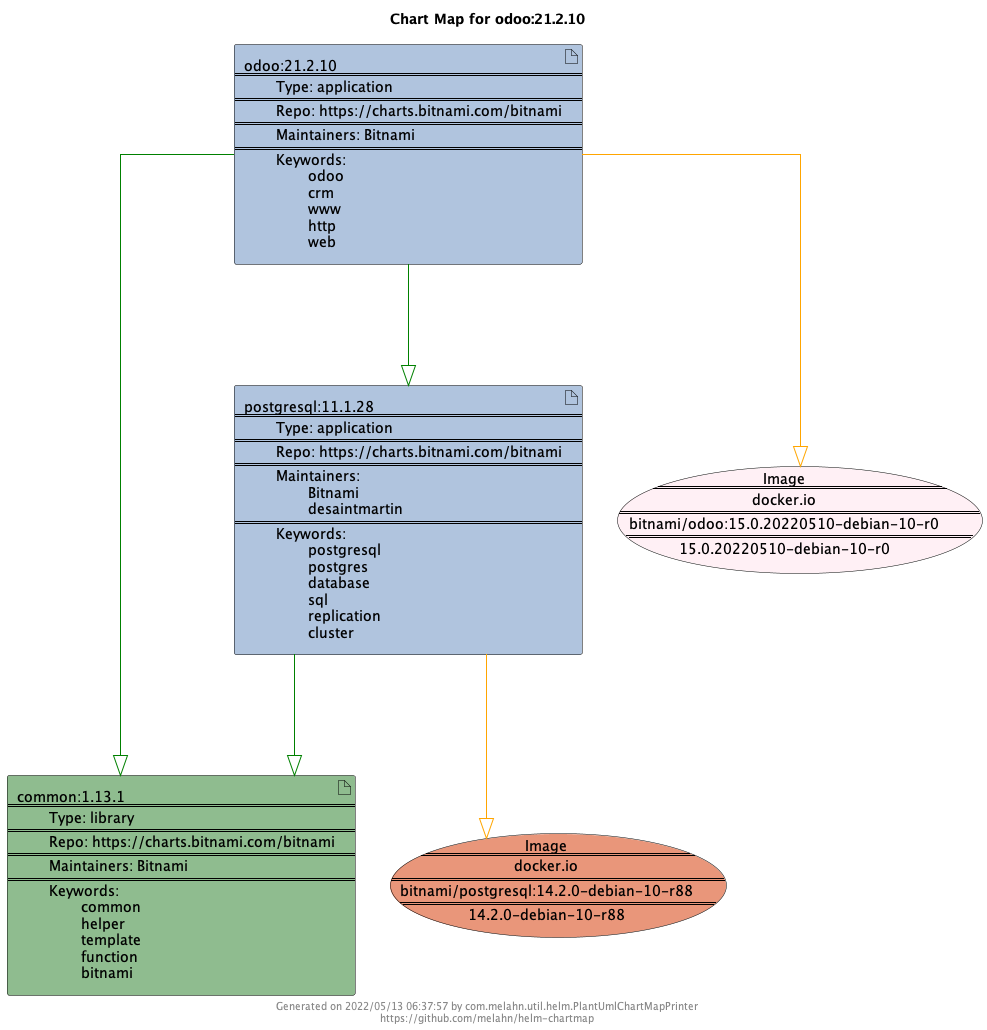 Chart Map for odoo:21.2.10
odoo:21.2.10
Type: application
Repo: https://charts.bitnami.com/bitnami
Maintainers: Bitnami
Keywords:
odoo
crm
www
http
web
postgresql:11.1.28
Type: application
Repo: https://charts.bitnami.com/bitnami
Maintainers:
Bitnami
desaintmartin
Keywords:
postgresql
postgres
database
sql
replication
cluster
Image
docker.io
bitnami/odoo:15.0.20220510-debian-10-r0
15.0.20220510-debian-10-r0
common:1.13.1
Type: library
Repo: https://charts.bitnami.com/bitnami
Maintainers: Bitnami
Keywords:
common
helper
template
function
bitnami
Image
docker.io
bitnami/postgresql:14.2.0-debian-10-r88
14.2.0-debian-10-r88
Generated on 2022/05/13 06:37:57 by com.melahn.util.helm.PlantUmlChartMapPrinter
https://github.com/melahn/helm-chartmap